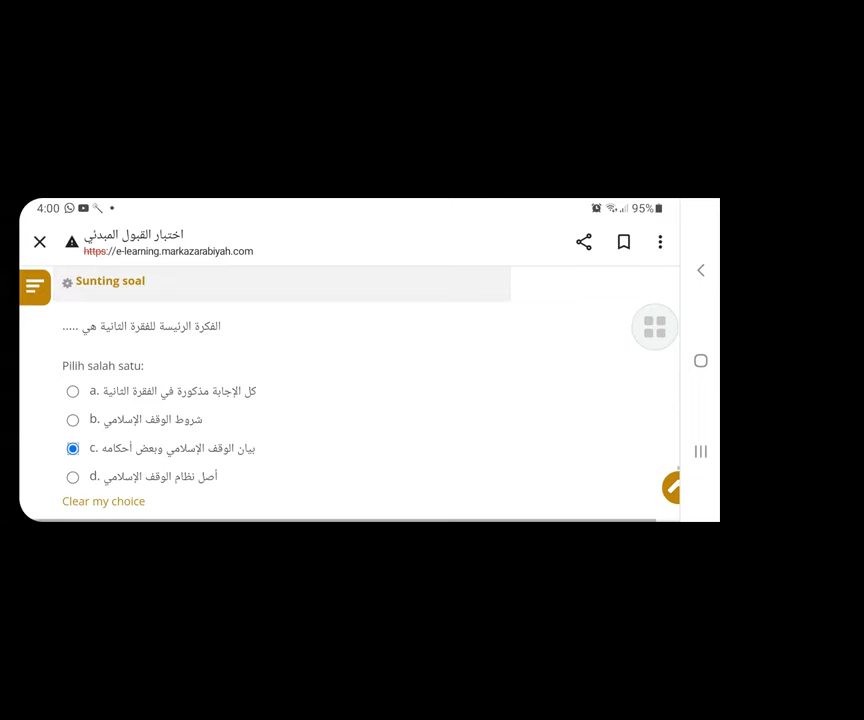 4:00
95%
اختبار القبول المبدئي
https://e-learning.markazarabiyah.com
Sunting soal
الفكرة الرئيسة للفقرة الثانية هي .....
Pilih salah satu:
a. كل الإجابة مذكورة في الفقرة الثانية
b. شروط الوقف الإسلامي
c. بيان الوقف الإسلامي وبعض أحكامه
d. أصل نظام الوقف الإسلامي
Clear my choice